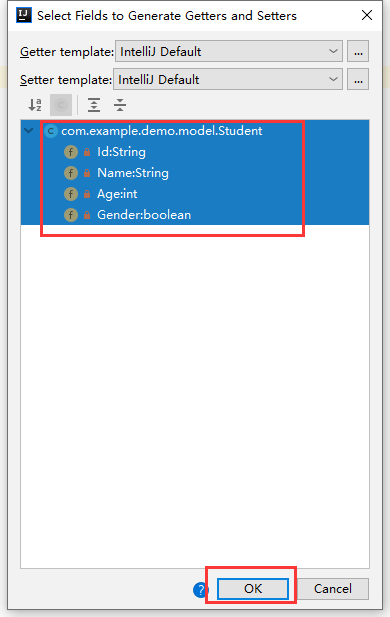 IJ Select Fields to Generate Getters and Setters
Getter template: IntelliJ Default ...
Setter template: IntelliJ Default ...
a z c
C com.example.demo.model.Student
f Id:String
f Name:String
f Age:int
f Gender:boolean
? OK Cancel